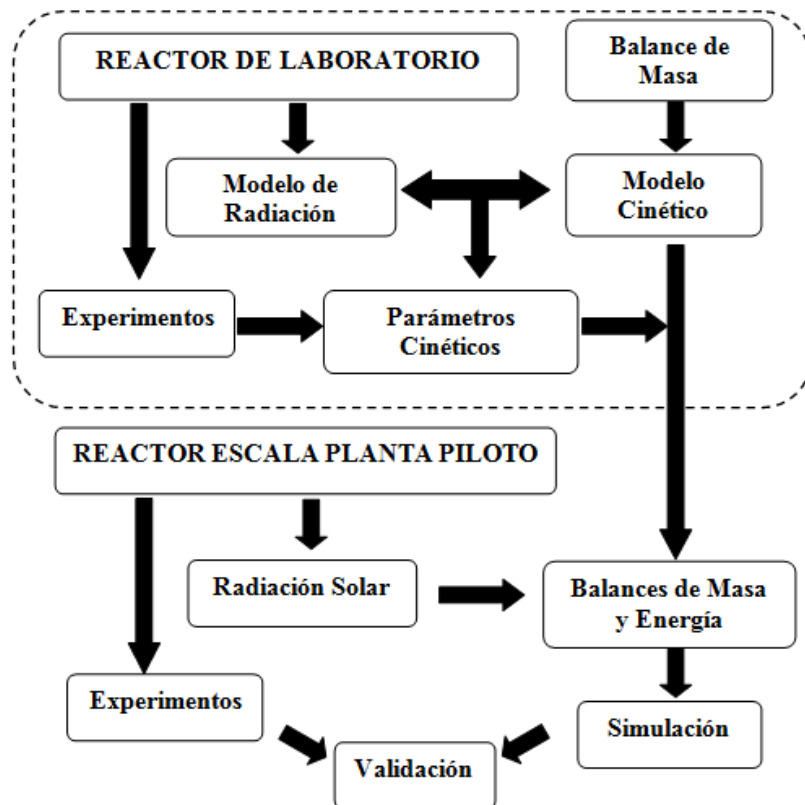 REACTOR DE LABORATORIO
Balance de
Masa
Modelo de
Radiación
Modelo
Cinético
Experimentos
Parámetros
Cinéticos
REACTOR ESCALA PLANTA PILOTO
Radiación Solar
Balances de Masa
y Energía
Experimentos
Simulación
Validación